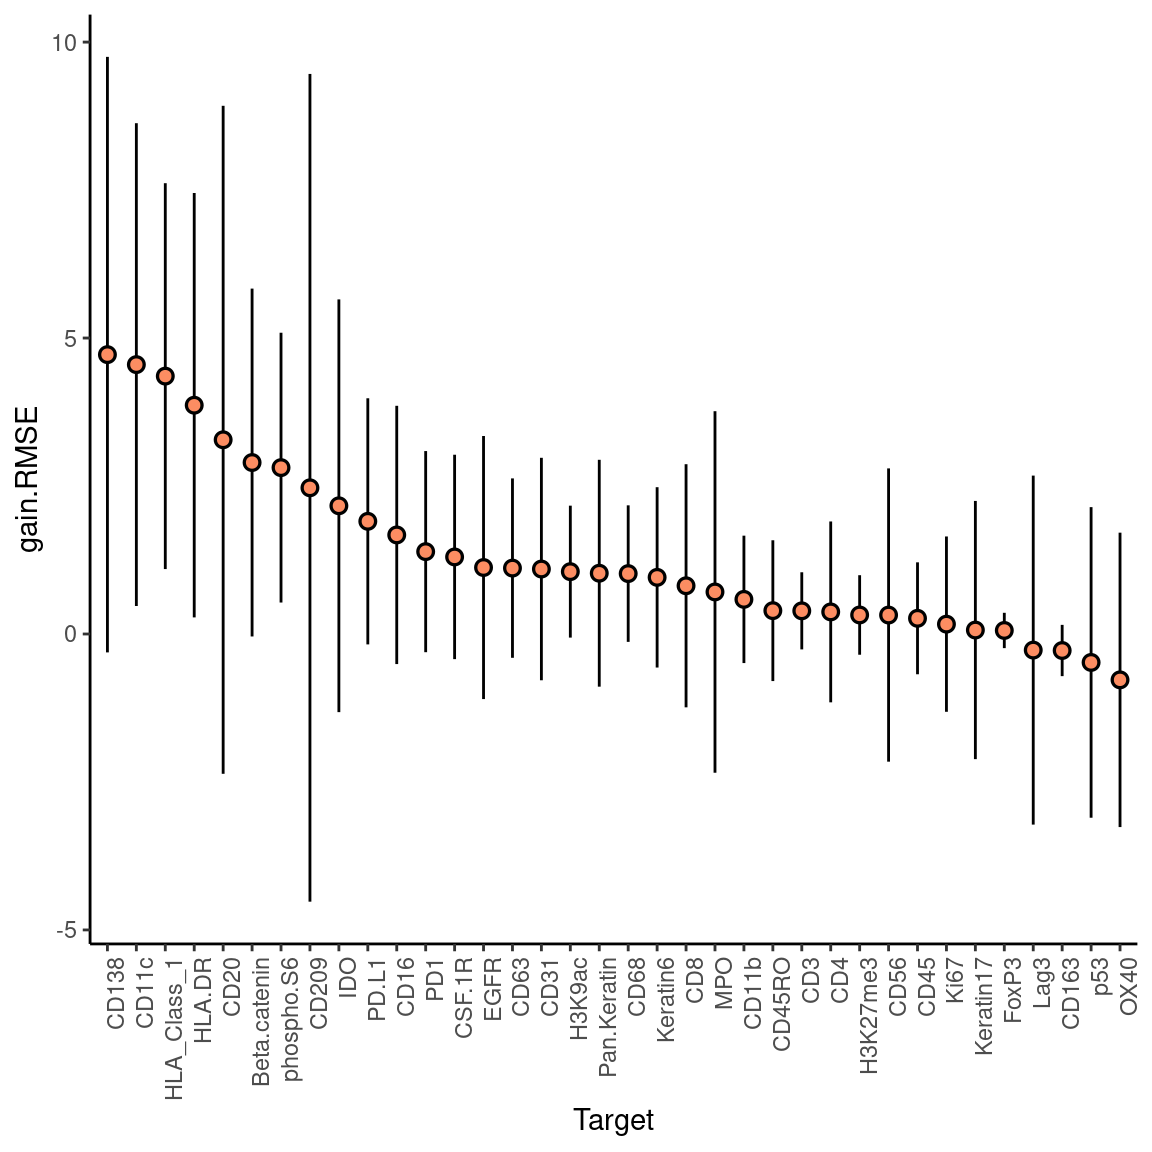 10
5
0
-5
gain.RMSE
CD138
CD11c
HLA_Class_1
HLA.DR
CD20
Beta.catenin
phospho.S6
CD209
IDO
PD.L1
CD16
PD1
CSF.1R
EGFR
CD63
CD31
H3K9ac
Pan.Keratin
CD68
Keratin6
CD8
MPO
CD11b
CD45RO
CD3
CD4
H3K27me3
CD56
CD45
Ki67
Keratin17
FoxP3
Lag3
CD163
p53
OX40
Target